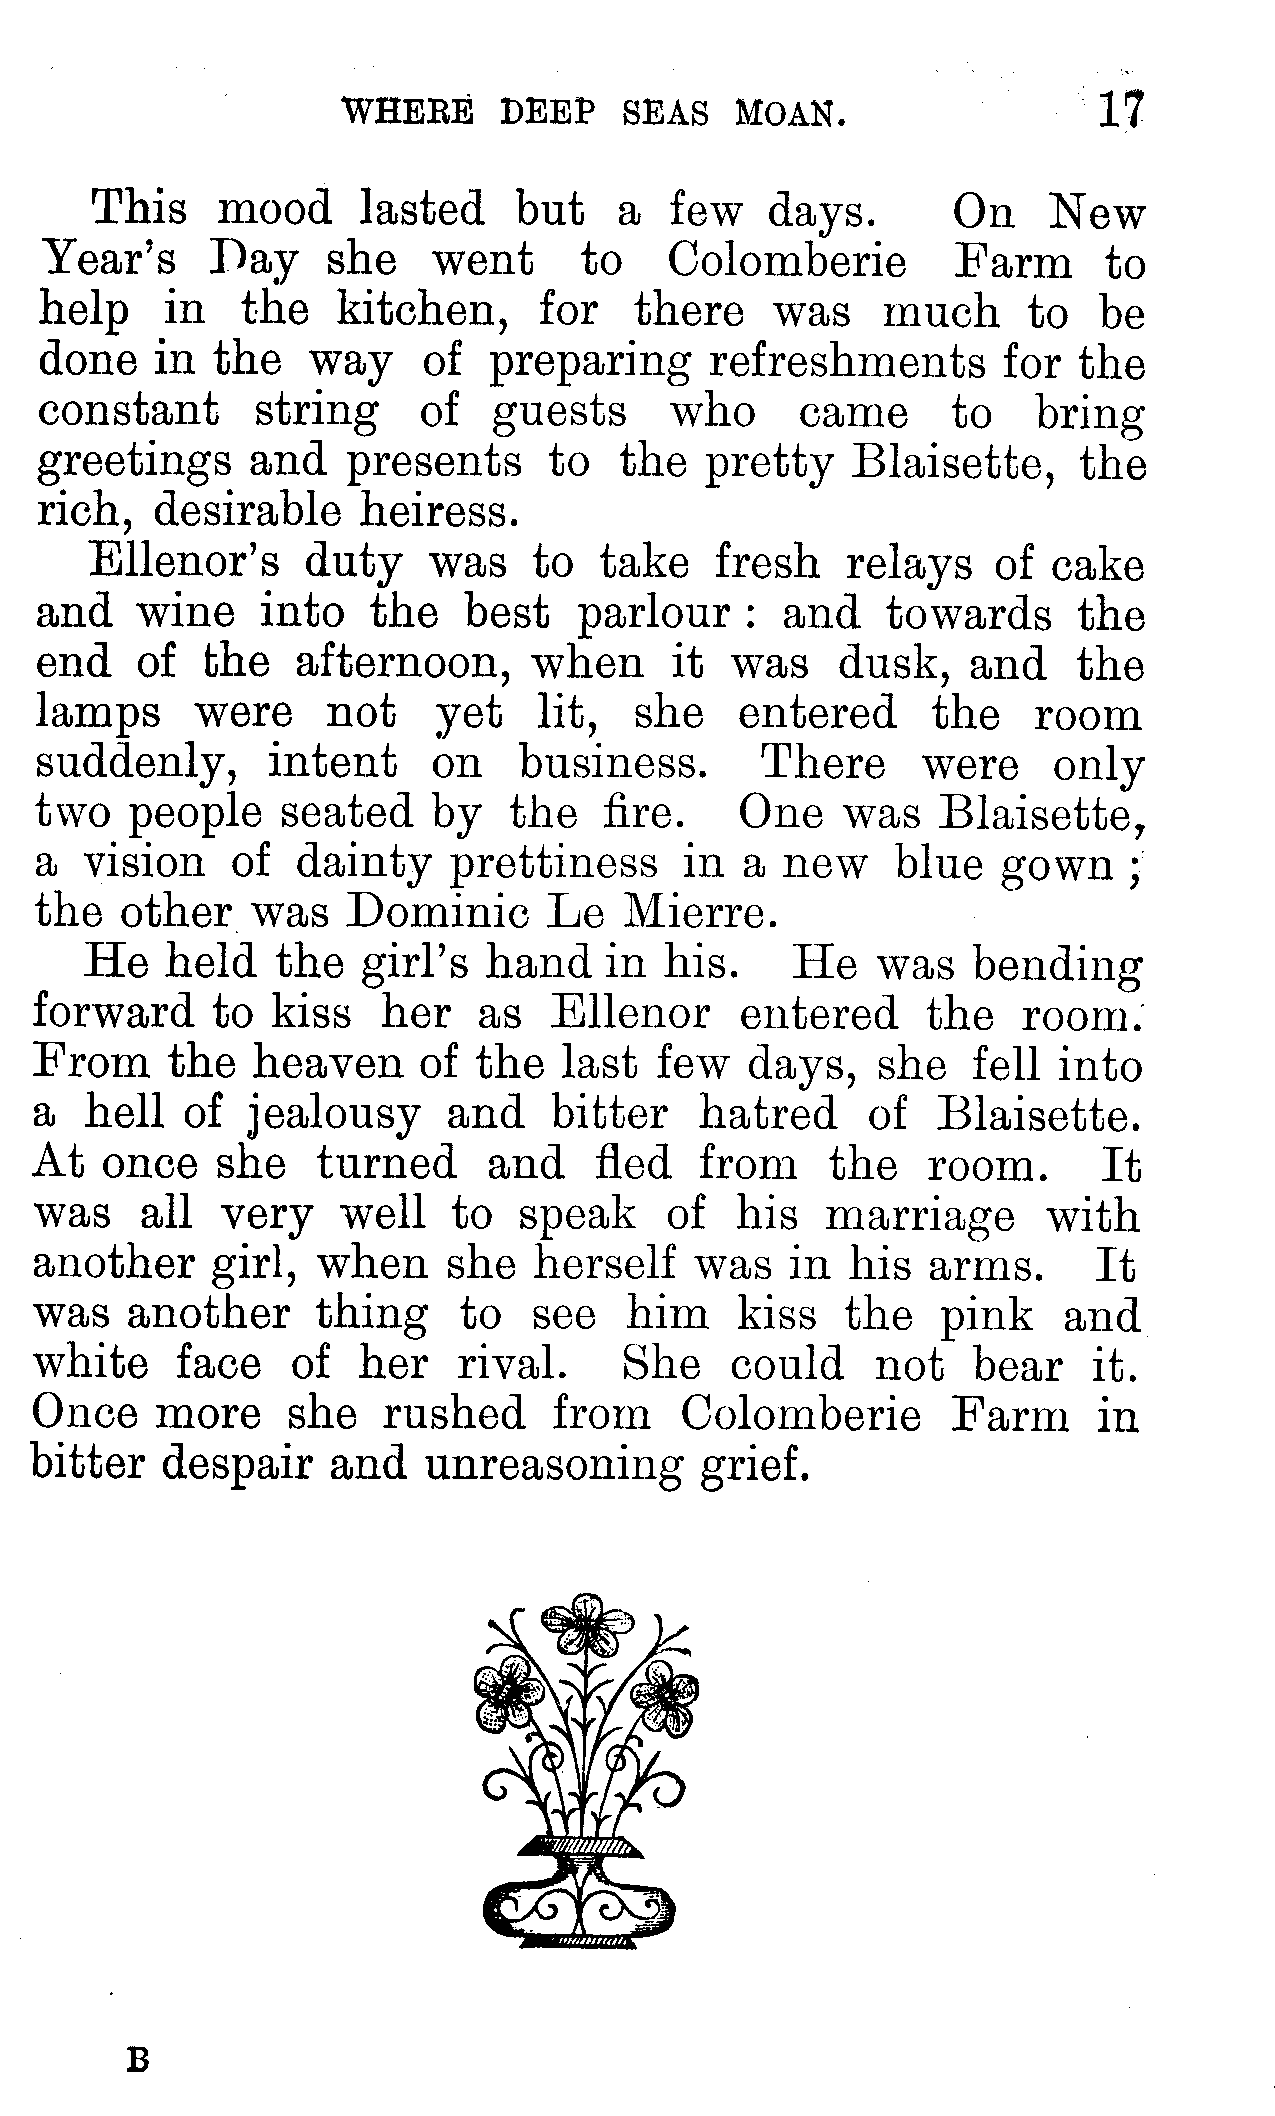 WHERE DEEP SEAS MOAN. 17
This mood lasted but a few days. On New
Year's Day she went to Colomberie Farm to
help in the kitchen, for there was much to be
done in the way of preparing refreshments for the
constant string of guests who came to bring
greetings and presents to the pretty Blaisette, the
rich, desirable heiress.
Ellenor's duty was to take fresh relays of cake
and wine into the best parlour : and towards the
end of the afternoon, when it was dusk, and the
lamps were not yet lit, she entered the room
suddenly, intent on business. There were only
two people seated by the fire. One was Blaisette,
a vision of dainty prettiness in a new blue gown ;
the other was Dominic Le Mierre.
He held the girl's hand in his. He was bending
forward to kiss her as Ellenor entered the room.
From the heaven of the last few days, she fell into
a hell of jealousy and bitter hatred of Blaisette.
At once she turned and fled from the room. It
was all very well to speak of his marriage with
another girl, when she herself was in his arms. It
was another thing to see him kiss the pink and
white face of her rival. She could not bear it.
Once more she rushed from Colomberie Farm in
bitter despair and unreasoning grief.
B